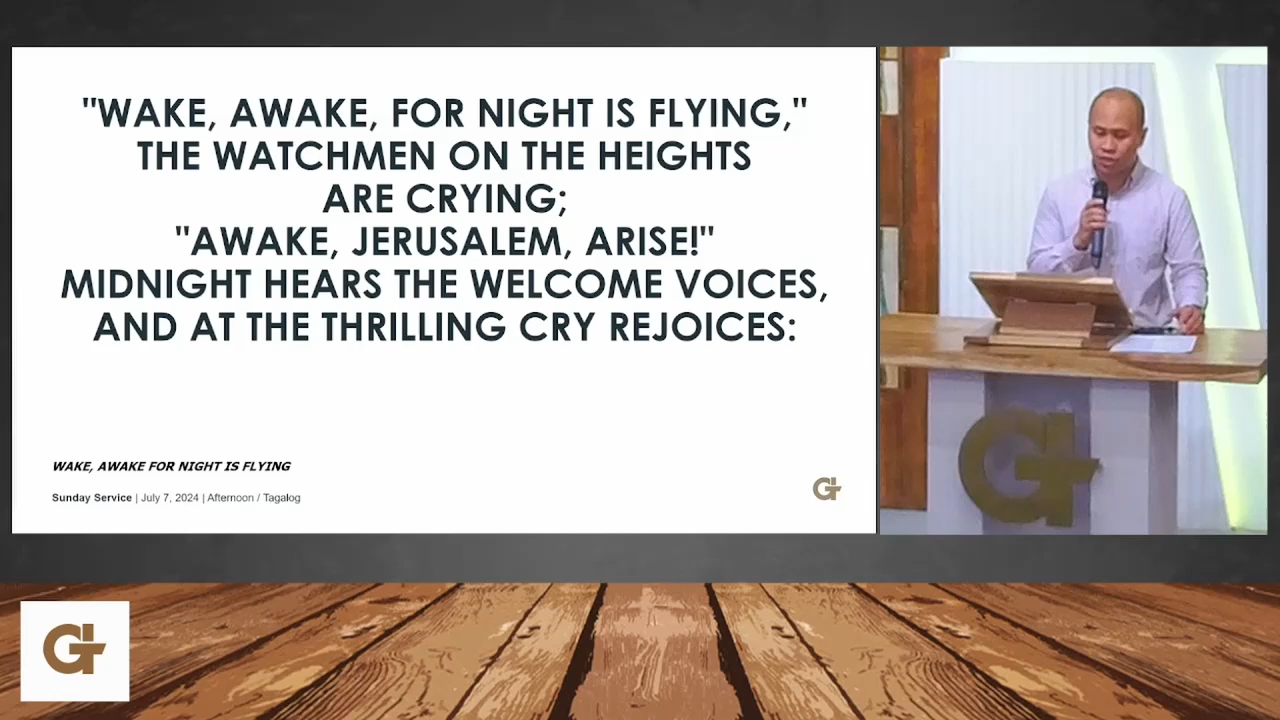 "WAKE, AWAKE, FOR NIGHT IS FLYING,"
THE WATCHMEN ON THE HEIGHTS
ARE CRYING;
"AWAKE, JERUSALEM, ARISE!"
MIDNIGHT HEARS THE WELCOME VOICES,
AND AT THE THRILLING CRY REJOICES:
WAKE, AWAKE FOR NIGHT IS FLYING
Sunday Service | July 7, 2024 | Afternoon / Tagalog